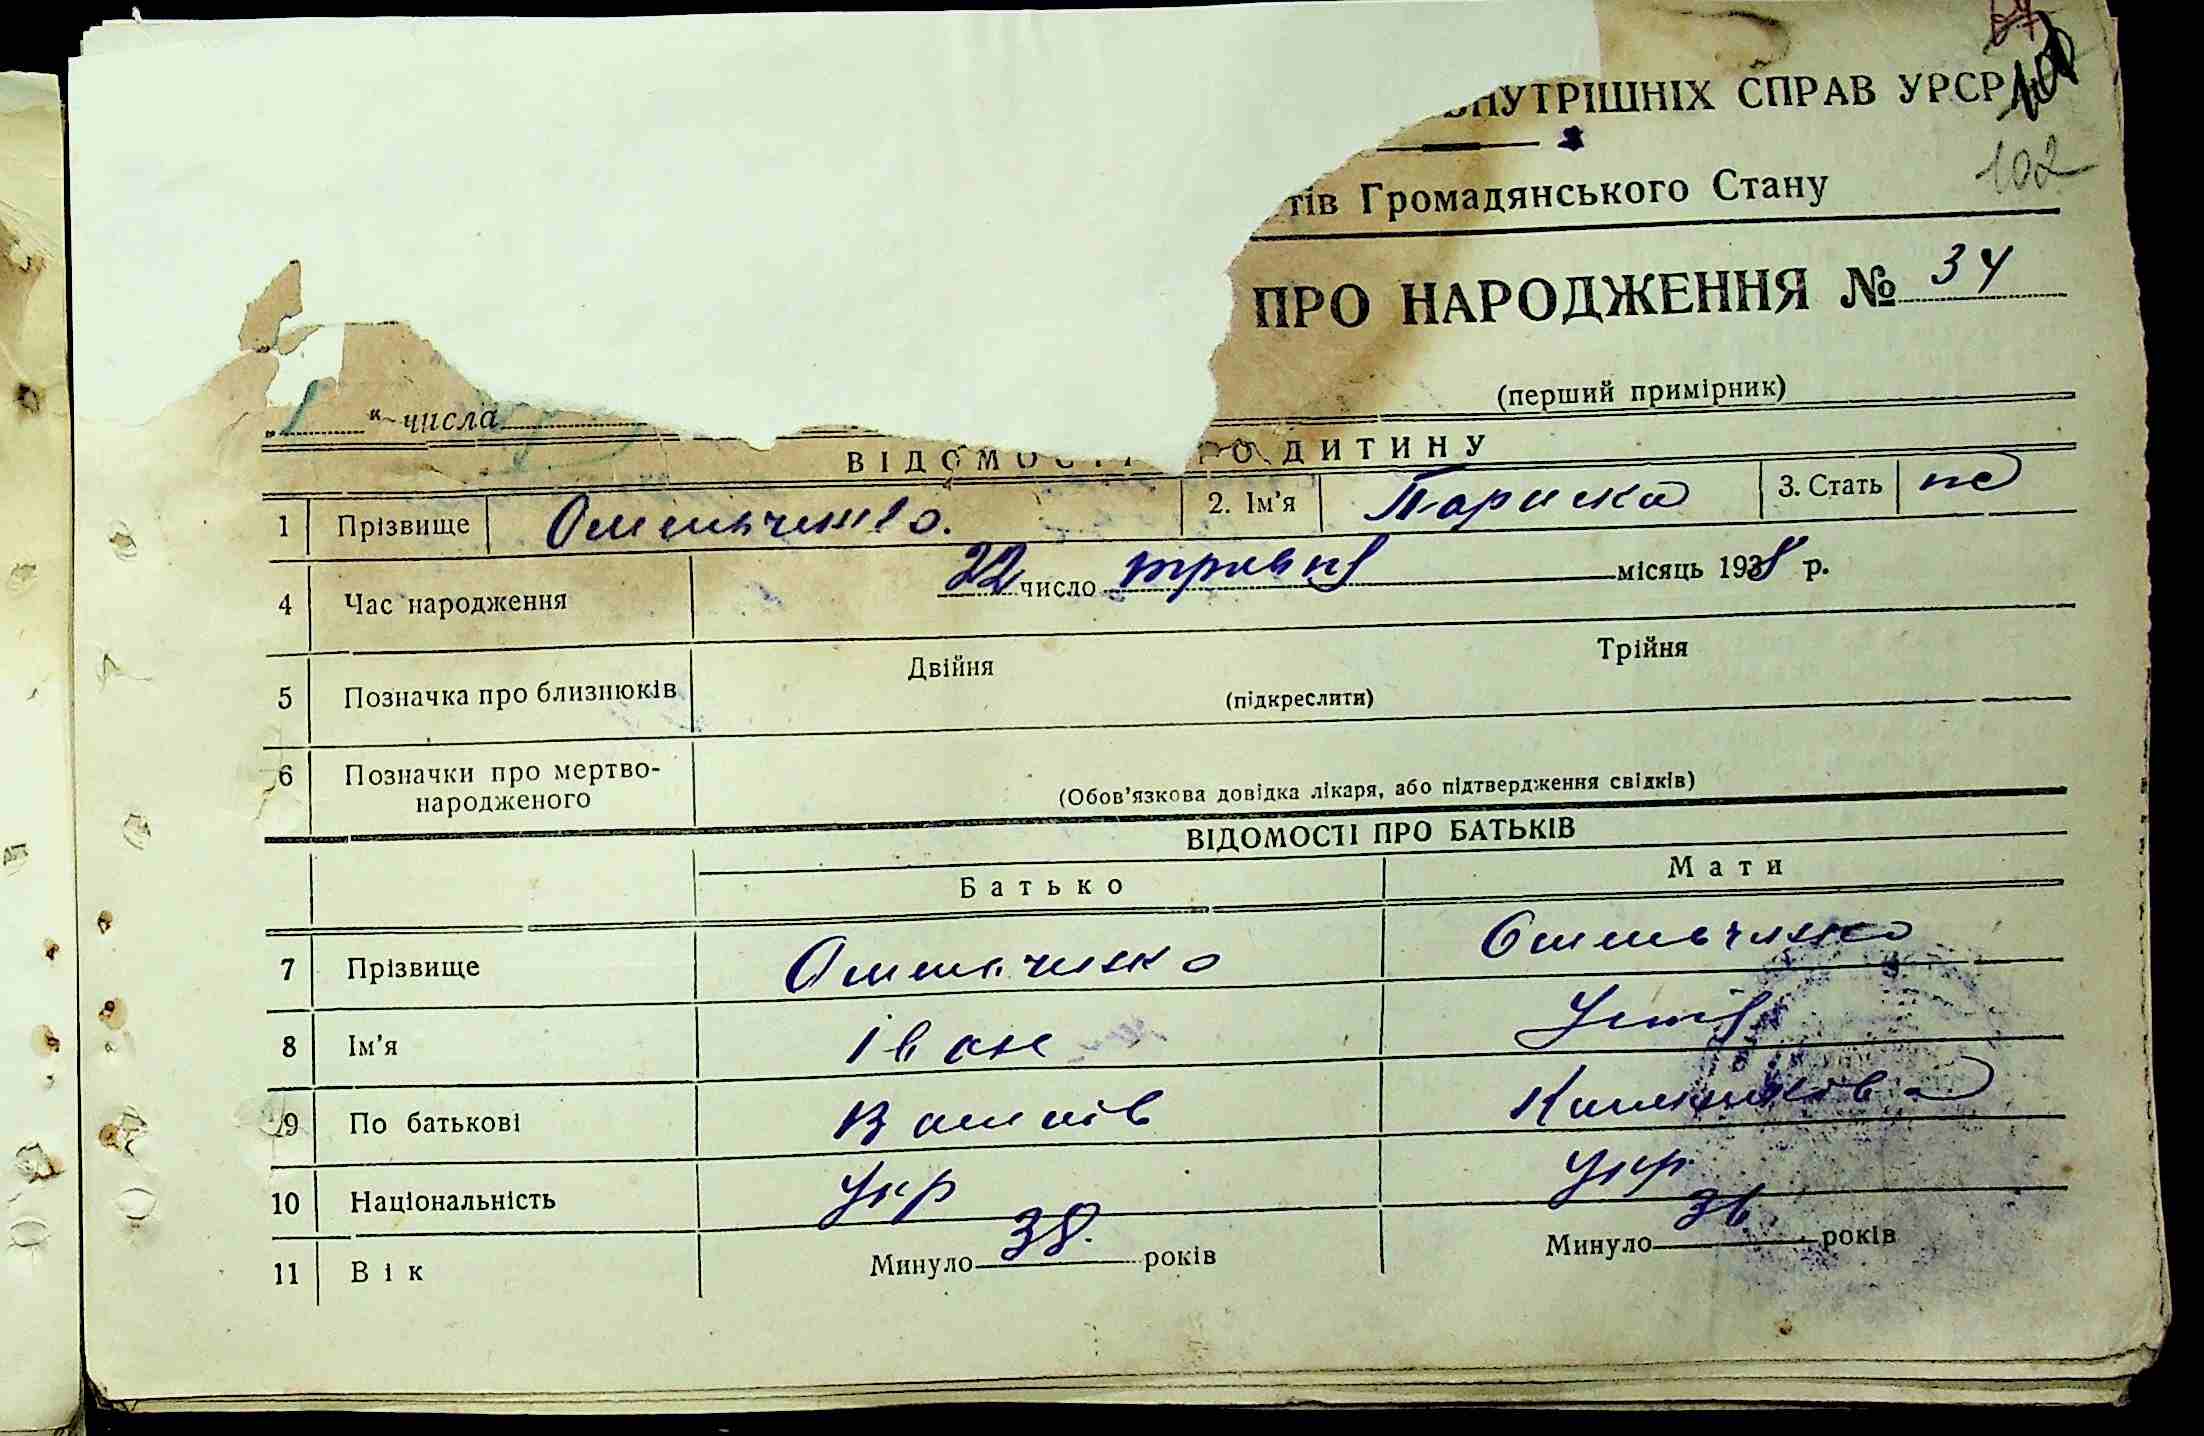 ВНУТРІШНІХ СПРАВ УРСР
102
тів Громадянського Стану
ПРО НАРОДЖЕННЯ № 34
(перший примірник)
" " числа
ВІДОМОСТІ ПРО ДИТИНУ
1 Прізвище Омельченко. 2. Ім'я Париска 3. Стать
4 Час народження 22 число травня місяць 1938 р.
5 Позначка про близнюків Двійня Трійня
(підкреслити)
6 Позначки про мертво-
народженого (Обов'язкова довідка лікаря, або підтвердження свідків)
ВІДОМОСТІ ПРО БАТЬКІВ
Батько Мати
7 Прізвище Омельченко Омельченко
8 Ім'я Іван Устя
9 По батькові
10 Національність Укр Укр
11 Вік Минуло 38. років Минуло 36 років